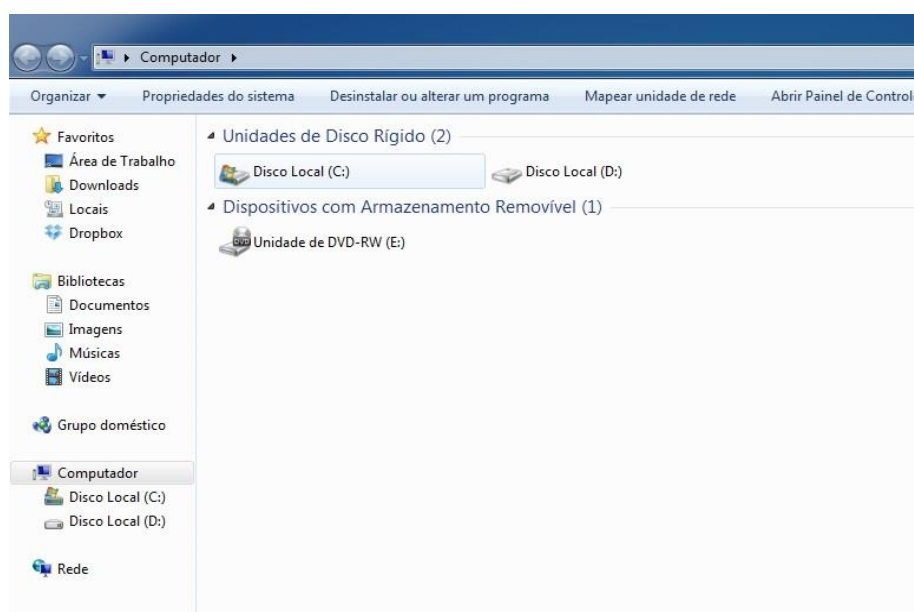 Computador
Organizar
Propriedades do sistema
Desinstalar ou alterar um programa
Mapear unidade de rede
Abrir Painel de Control
Favoritos
Área de Trabalho
Downloads
Locais
Dropbox
Bibliotecas
Documentos
Imagens
Músicas
Vídeos
Grupo doméstico
Computador
Disco Local (C:)
Disco Local (D:)
Rede
Unidades de Disco Rígido (2)
Disco Local (C:)
Disco Local (D:)
Dispositivos com Armazenamento Removível (1)
Unidade de DVD-RW (E:)